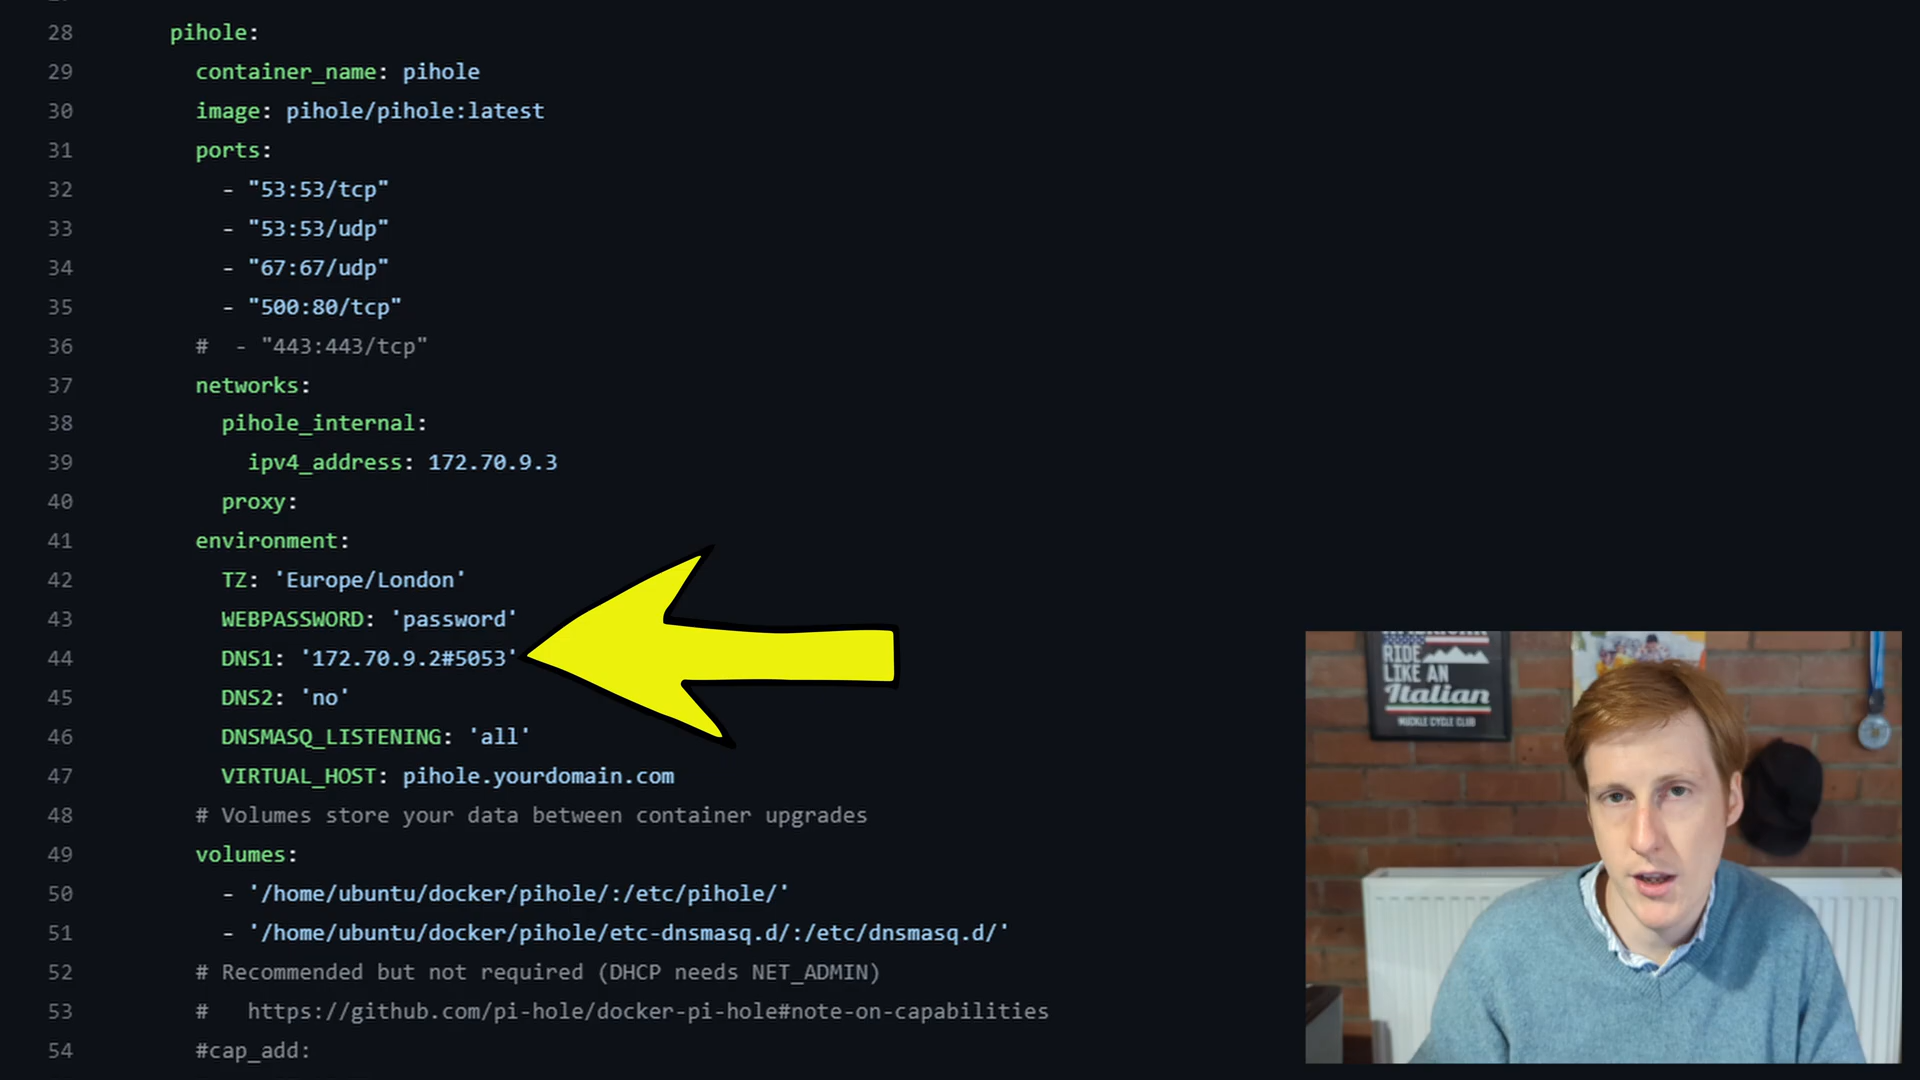 28 pihole:
29 container_name: pihole
30 image: pihole/pihole:latest
31 ports:
32 - "53:53/tcp"
33 - "53:53/udp"
34 - "67:67/udp"
35 - "500:80/tcp"
36 #  - "443:443/tcp"
37 networks:
38 pihole_internal:
39 ipv4_address: 172.70.9.3
40 proxy:
41 environment:
42 TZ: 'Europe/London'
43 WEBPASSWORD: 'password'
44 DNS1: '172.70.9.2#5053'
45 DNS2: 'no'
46 DNSMASQ_LISTENING: 'all'
47 VIRTUAL_HOST: pihole.yourdomain.com
48 # Volumes store your data between container upgrades
49 volumes:
50 - '/home/ubuntu/docker/pihole/:/etc/pihole/'
51 - '/home/ubuntu/docker/pihole/etc-dnsmasq.d/:/etc/dnsmasq.d/'
52 # Recommended but not required (DHCP needs NET_ADMIN)
53 #   https://github.com/pi-hole/docker-pi-hole#note-on-capabilities
54 #cap_add:
RIDE
LIKE AN
Italian
MUCKLE CYCLE CLUB